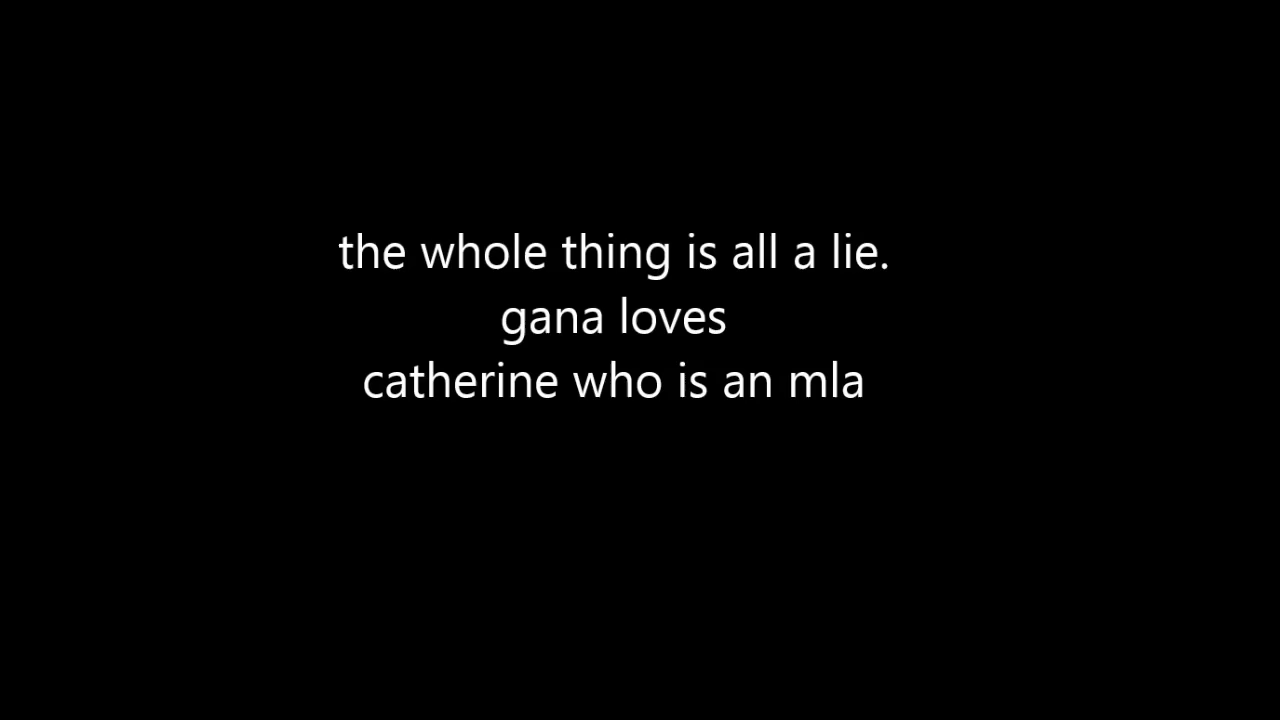 the whole thing is all a lie.
gana loves
catherine who is an mla